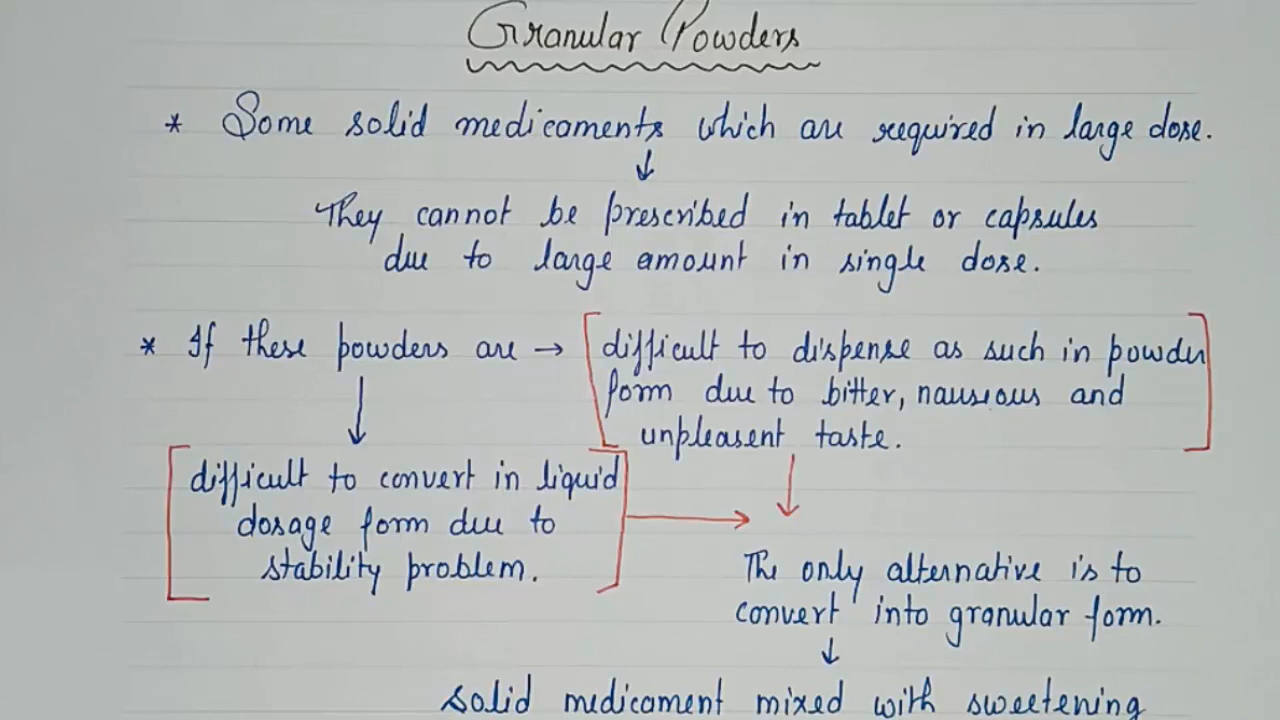 Granular Powders
* Some solid medicaments which are required in large dose.
↓
They cannot be prescribed in tablet or capsules
due to large amount in single dose.
* If these powders are → [difficult to dispense as such in powder
form due to bitter, nauseous and
unpleasent taste.]
↓
[difficult to convert in liquid
dosage form due to
stability problem.] →
↓
The only alternative is to
convert into granular form.
↓
solid medicament mixed with sweetening